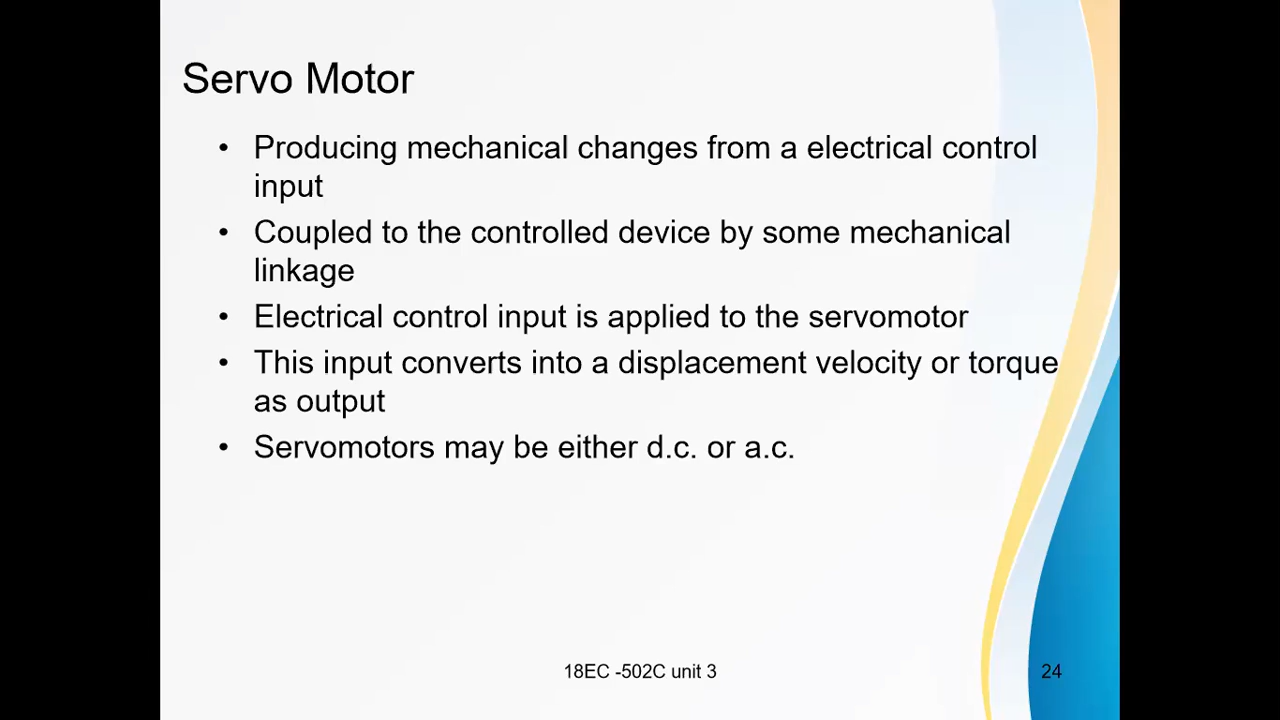 Servo Motor
• Producing mechanical changes from a electrical control
input
• Coupled to the controlled device by some mechanical
linkage
• Electrical control input is applied to the servomotor
• This input converts into a displacement velocity or torque
as output
• Servomotors may be either d.c. or a.c.
18EC -502C unit 3
24